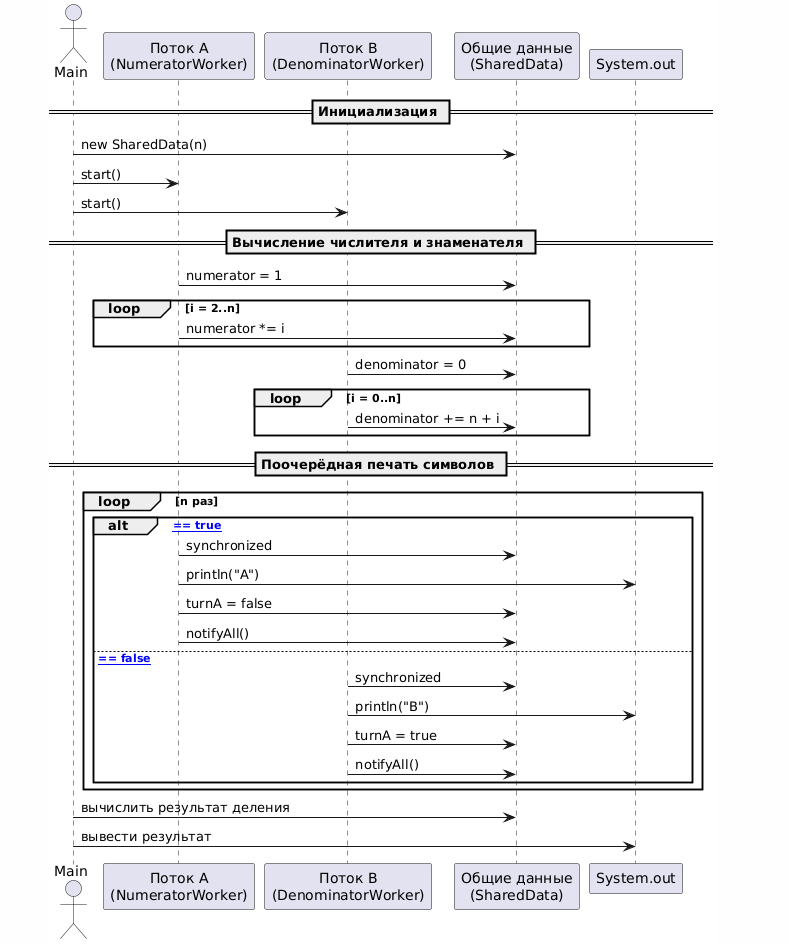 Main
Поток A
(NumeratorWorker)
Поток B
(DenominatorWorker)
Общие данные
(SharedData)
System.out
Инициализация
new SharedData(n)
start()
start()
Вычисление числителя и знаменателя
numerator = 1
loop
[i = 2..n]
numerator *= i
denominator = 0
loop
[i = 0..n]
denominator += n + i
Поочерёдная печать символов
loop
[n раз]
alt
== true
synchronized
println("A")
turnA = false
notifyAll()
== false
synchronized
println("B")
turnA = true
notifyAll()
вычислить результат деления
вывести результат
Main
Поток A
(NumeratorWorker)
Поток B
(DenominatorWorker)
Общие данные
(SharedData)
System.out